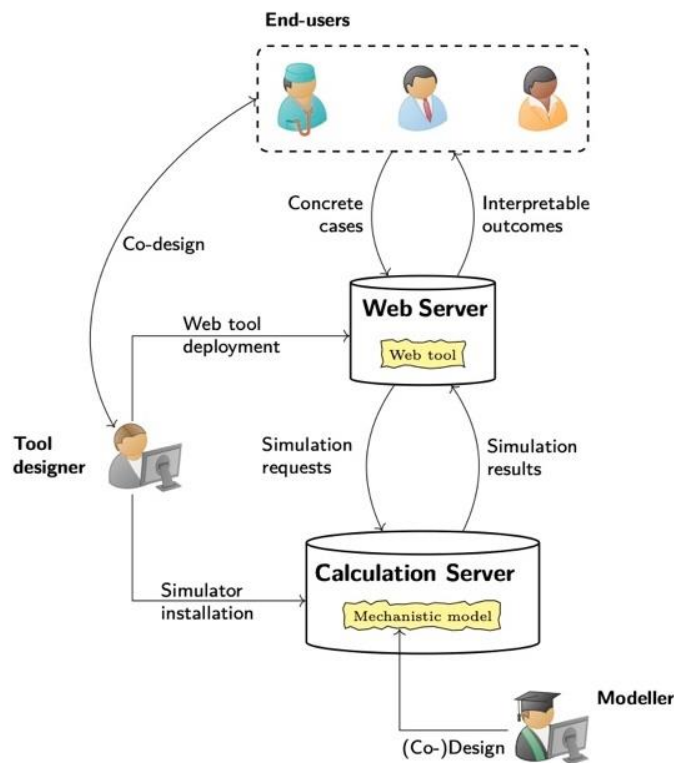 End-users
Concrete
cases
Interpretable
outcomes
Co-design
Web Server
Web tool
Web tool
deployment
Tool
designer
Simulation
requests
Simulation
results
Calculation Server
Mechanistic model
Simulator
installation
Modeller
(Co-)Design